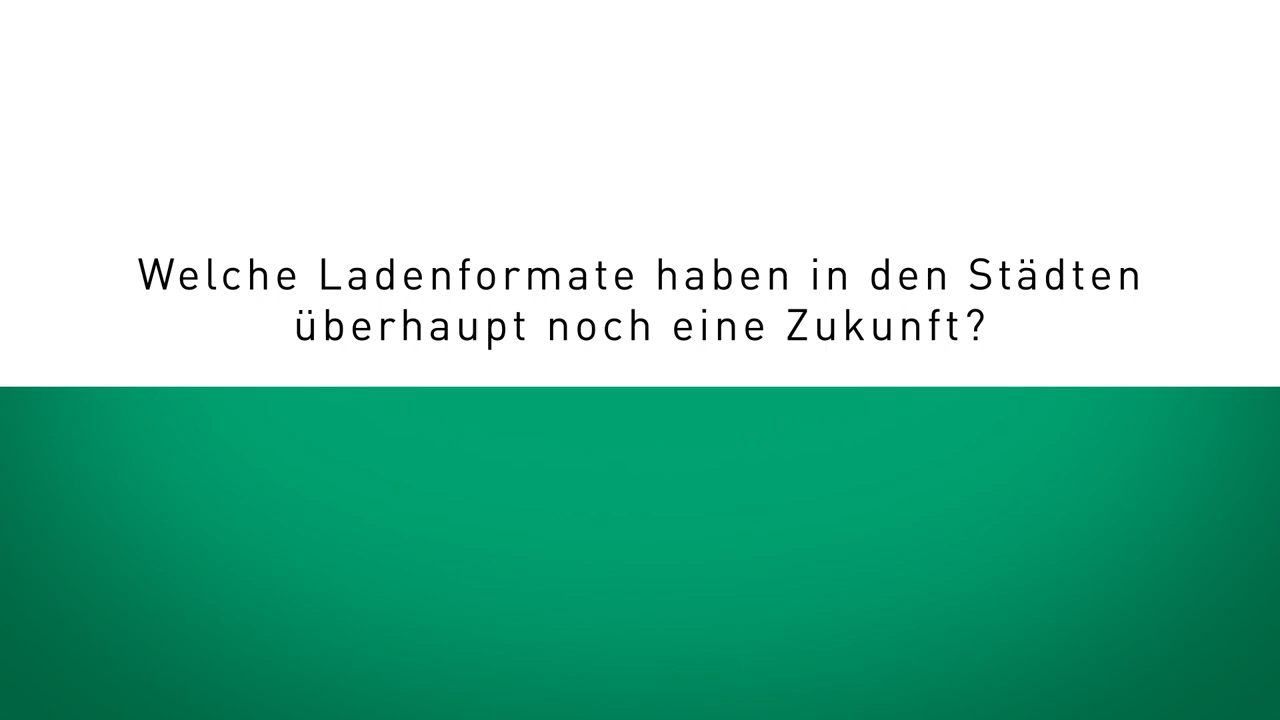 Welche Ladenformate haben in den Städten
überhaupt noch eine Zukunft?